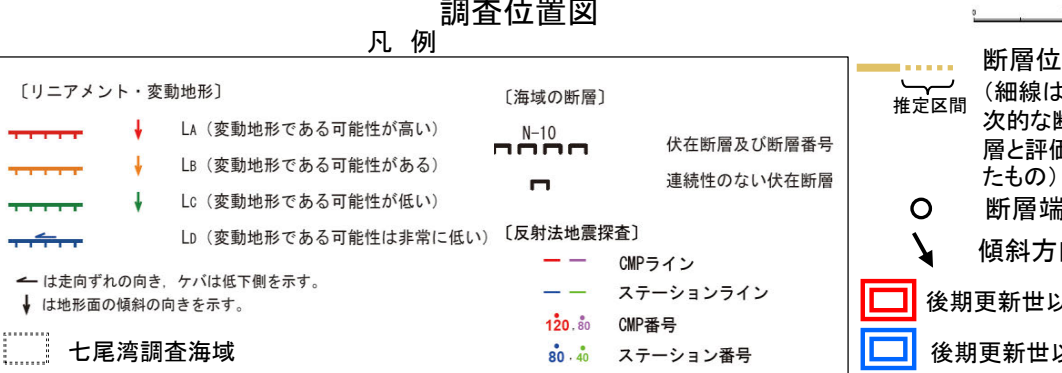 調査位置図
凡 例
〔リニアメント・変動地形〕
LA（変動地形である可能性が高い）
LB（変動地形である可能性がある）
LC（変動地形である可能性が低い）
LD（変動地形である可能性は非常に低い）
は走向ずれの向き，ケバは低下側を示す。
は地形面の傾斜の向きを示す。
七尾湾調査海域
〔海域の断層〕
N-10
伏在断層及び断層番号
連続性のない伏在断層
〔反射法地震探査〕
CMPライン
ステーションライン
120．80 CMP番号
80．40 ステーション番号
0
断層位
推定区間
（細線は
次的な断
層と評価
たもの）
断層端
傾斜方向
後期更新世以
後期更新世以